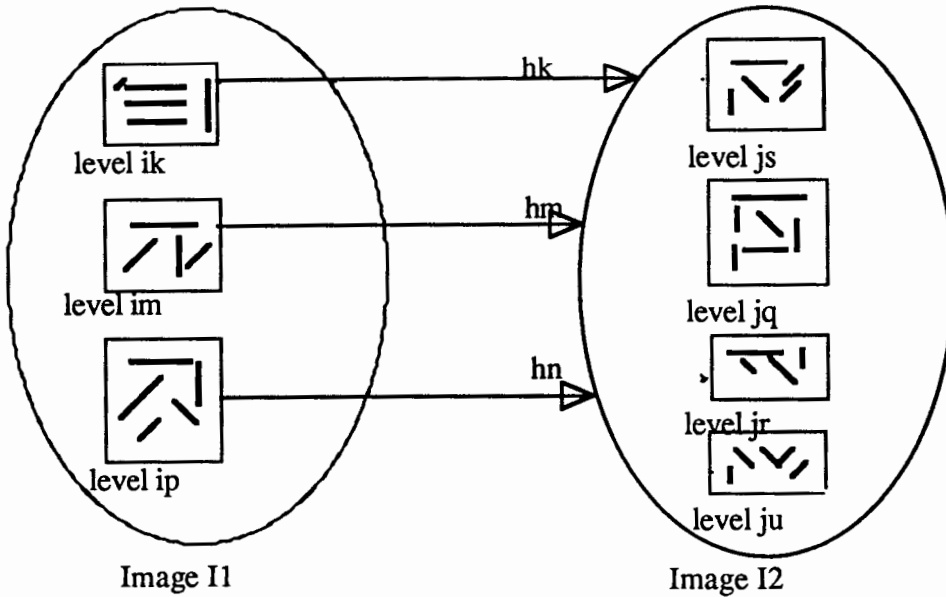 hk
level ik
level js
hm
level im
level jq
hn
level jr
level ip
level ju
Image I1
Image I2